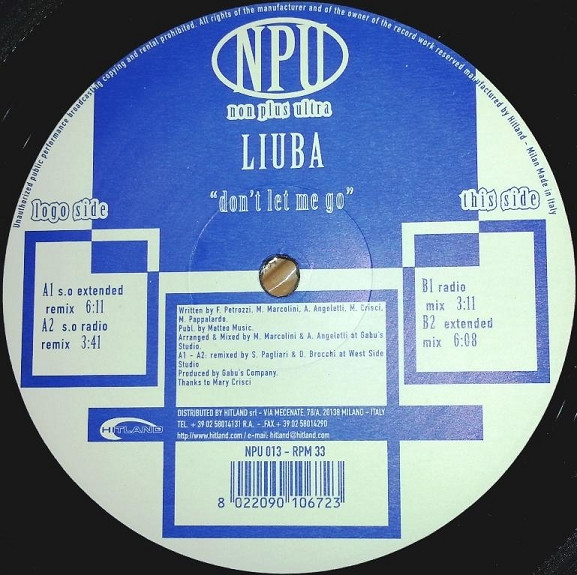 Unauthorized public performance broadcasting copying and rental prohibited. All rights of the manufacturer and of the owner of the record work reserved manufactured by Hitland - Milan Made in Italy
NPU
non plus ultra
LIUBA
"don't let me go"
logo side
this side
A1 s.o extended
remix 6:11
A2 s.o radio
remix 3:41
B1 radio
mix 3:11
B2 extended
mix 6:08
Written by F. Petrozzi, M. Marcolini, A. Angeletti, M. Crisci,
M. Pappalardo.
Publ. by Matteo Music.
Arranged & Mixed by M. Marcolini & A. Angeletti at Gabu's
Studio.
A1 - A2: remixed by S. Pagliari & D. Brocchi at West Side
Studio
Produced by Gabu's Company.
Thanks to Mary Crisci
HITLAND
DISTRIBUTED BY HITLAND srl - VIA MECENATE, 78/A, 20138 MILANO - ITALY
TEL. + 39 02 58014131 R.A. - .FAX + 39 02 58014290
http://www.hitland.com / e-mail: hitland@hitland.com
NPU 013 - RPM 33
8 022090 106723